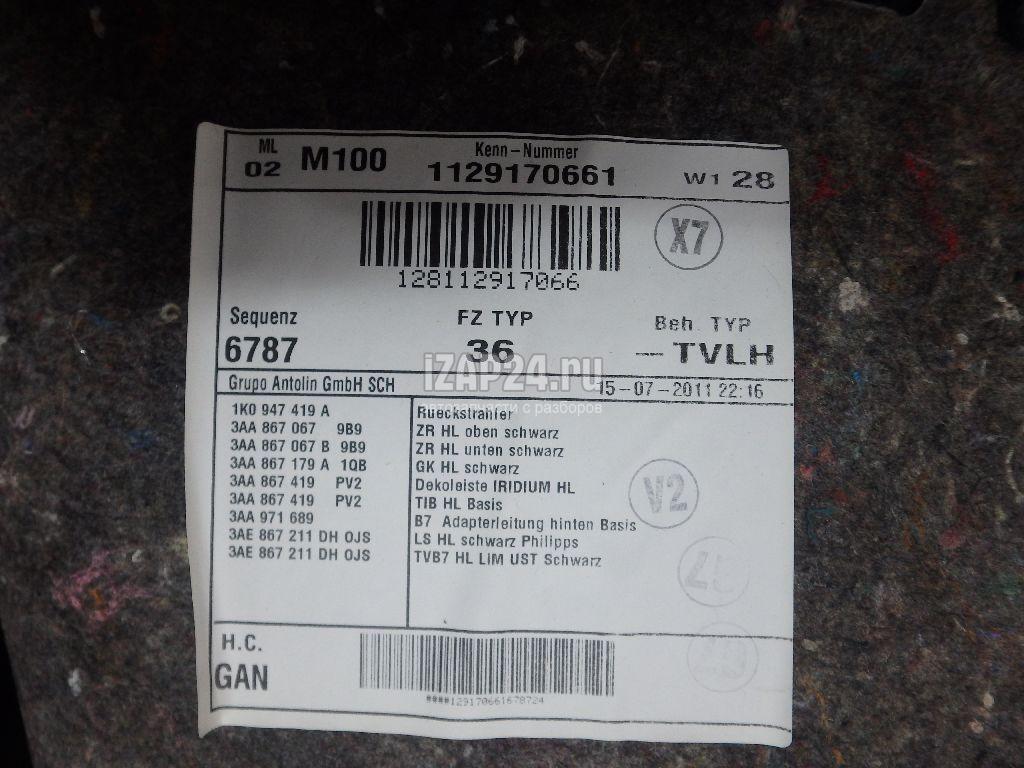 ML
02 M100
Kenn-Nummer
1129170661
W1 28
X7
128112917066
Sequenz
FZ TYP
Beh. TYP
6787
36
— TVLH
iZAP24.ru
автозапчасти с разборов
Grupo Antolin GmbH SCH
15-07-2011 22:16
1K0 947 419 A Rueckstrahler
3AA 867 067 9B9 ZR HL oben schwarz
3AA 867 067 B 9B9 ZR HL unten schwarz
3AA 867 179 A 1QB GK HL schwarz
3AA 867 419 PV2 Dekoleiste IRIDIUM HL
3AA 867 419 PV2 TIB HL Basis
3AA 971 689 B7 Adapterleitung hinten Basis
3AE 867 211 DH OJS LS HL schwarz Philipps
3AE 867 211 DH OJS TVB7 HL LIM UST Schwarz
V2
H.C.
GAN
####129170661678724